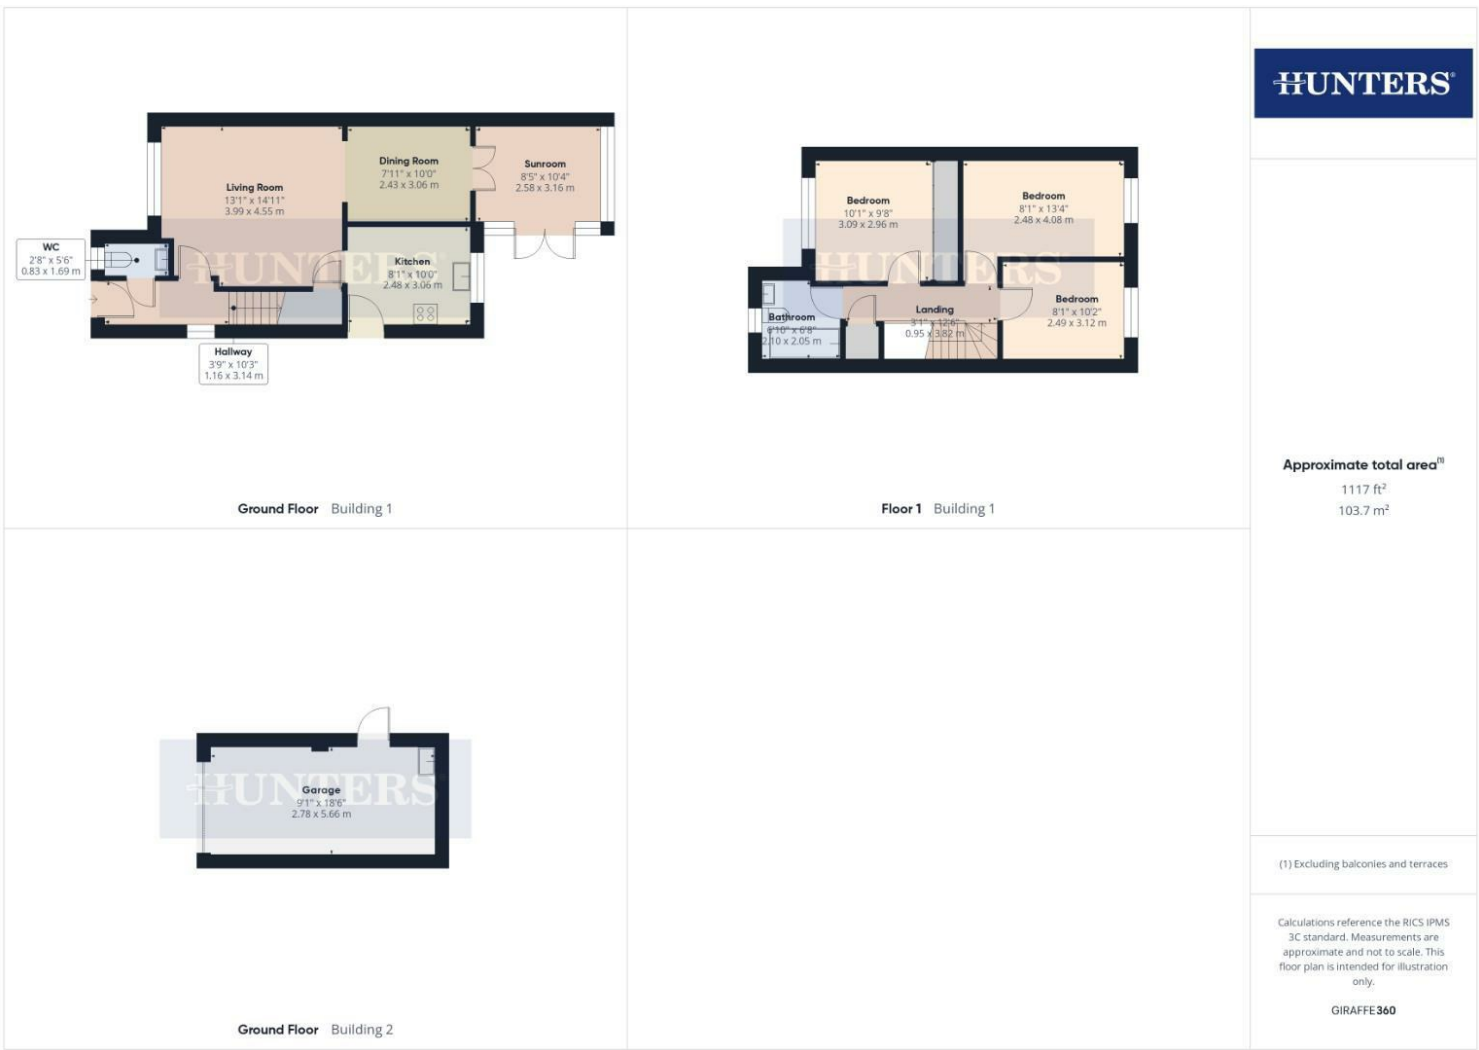 WC
2'8" x 5'6"
0.83 x 1.69 m
Living Room
13'1" x 14'11"
3.99 x 4.55 m
Dining Room
7'11" x 10'0"
2.43 x 3.06 m
Sunroom
8'5" x 10'4"
2.58 x 3.16 m
Kitchen
8'1" x 10'0"
2.48 x 3.06 m
Hallway
3'9" x 10'3"
1.16 x 3.14 m
HUNTERS
Ground Floor Building 1
Bedroom
10'1" x 9'8"
3.09 x 2.96 m
Bedroom
8'1" x 13'4"
2.48 x 4.08 m
Bedroom
8'1" x 10'2"
2.49 x 3.12 m
Bathroom
6'10" x 6'8"
2.10 x 2.05 m
Landing
3'1" x 12'6"
0.95 x 3.82 m
HUNTERS
Floor 1 Building 1
Garage
9'1" x 18'6"
2.78 x 5.66 m
HUNTERS
Ground Floor Building 2
HUNTERS
Approximate total area(1)
1117 ft²
103.7 m²
(1) Excluding balconies and terraces
Calculations reference the RICS IPMS
3C standard. Measurements are
approximate and not to scale. This
floor plan is intended for illustration
only.
GIRAFFE360